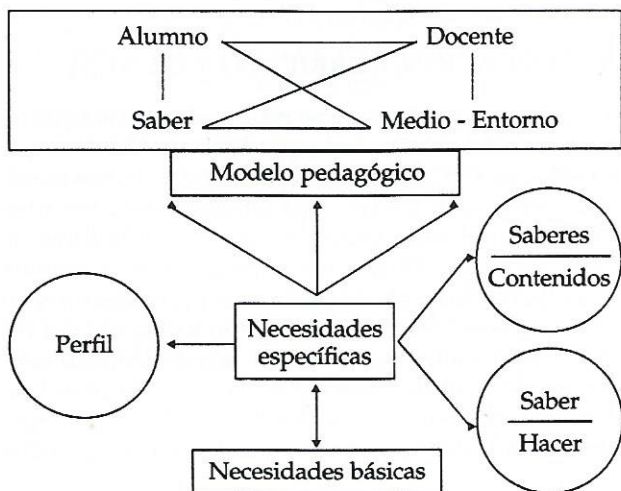 Alumno
Docente
Saber
Medio - Entorno
Modelo pedagógico
Saberes
Contenidos
Perfil
Necesidades
específicas
Saber
Hacer
Necesidades básicas